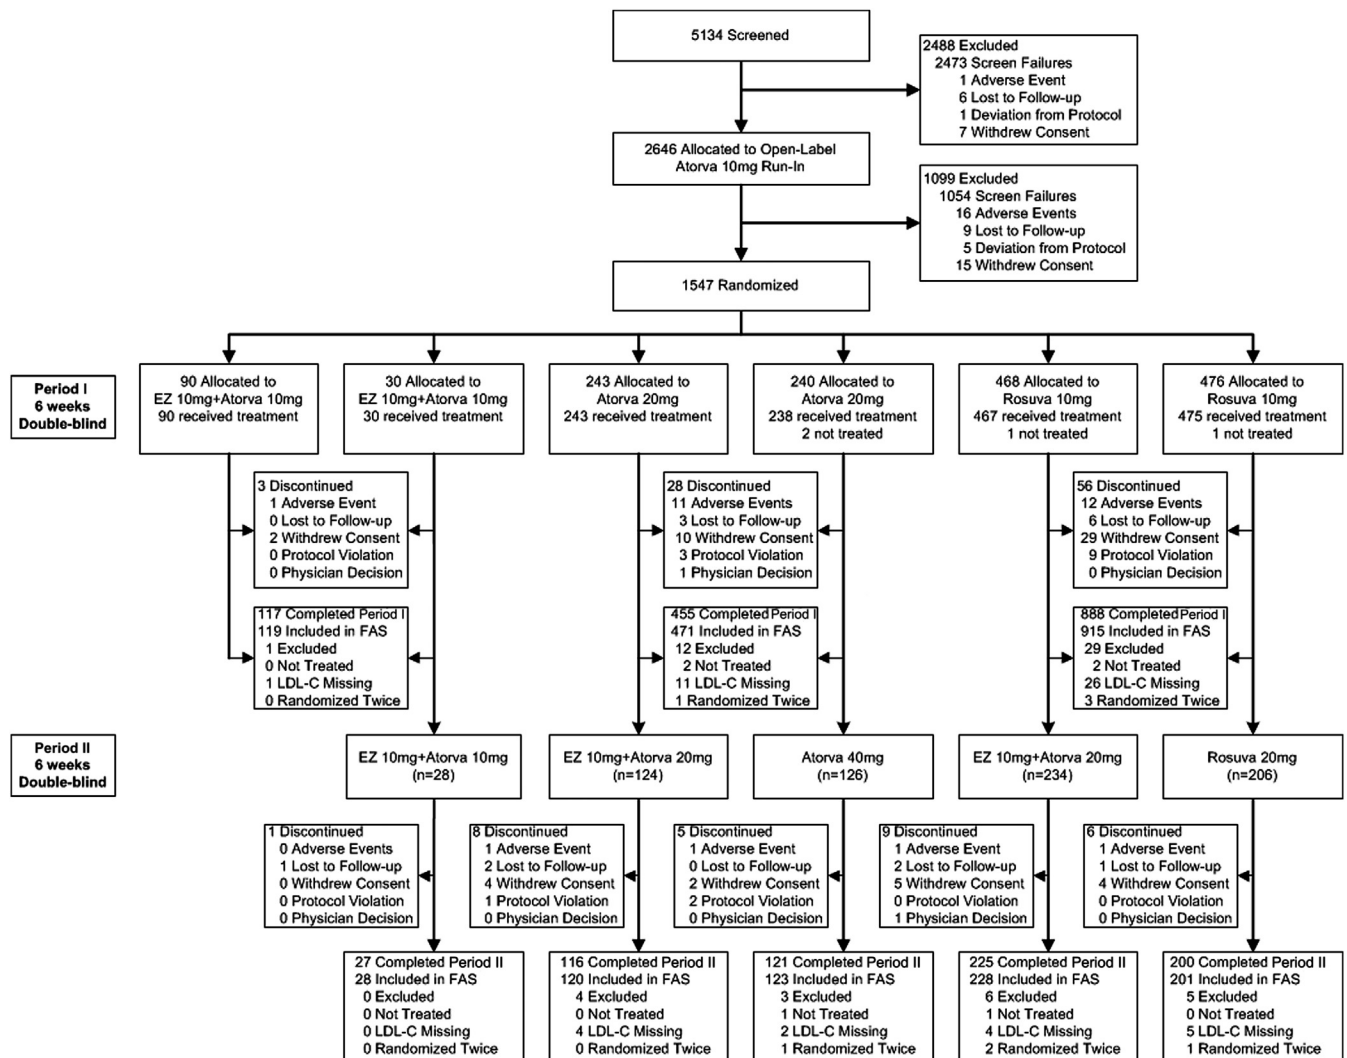 5134 Screened
2488 Excluded
2473 Screen Failures
1 Adverse Event
6 Lost to Follow-up
1 Deviation from Protocol
7 Withdrew Consent
2646 Allocated to Open-Label
Atorva 10mg Run-In
1099 Excluded
1054 Screen Failures
16 Adverse Events
9 Lost to Follow-up
5 Deviation from Protocol
15 Withdrew Consent
1547 Randomized
Period I
6 weeks
Double-blind
90 Allocated to
EZ 10mg+Atorva 10mg
90 received treatment
30 Allocated to
EZ 10mg+Atorva 10mg
30 received treatment
243 Allocated to
Atorva 20mg
243 received treatment
240 Allocated to
Atorva 20mg
238 received treatment
2 not treated
468 Allocated to
Rosuva 10mg
467 received treatment
1 not treated
476 Allocated to
Rosuva 10mg
475 received treatment
1 not treated
3 Discontinued
1 Adverse Event
0 Lost to Follow-up
2 Withdrew Consent
0 Protocol Violation
0 Physician Decision
28 Discontinued
11 Adverse Events
3 Lost to Follow-up
10 Withdrew Consent
3 Protocol Violation
1 Physician Decision
56 Discontinued
12 Adverse Events
6 Lost to Follow-up
29 Withdrew Consent
9 Protocol Violation
0 Physician Decision
117 Completed Period I
119 Included in FAS
1 Excluded
0 Not Treated
1 LDL-C Missing
0 Randomized Twice
455 Completed Period I
471 Included in FAS
12 Excluded
2 Not Treated
11 LDL-C Missing
1 Randomized Twice
888 Completed Period I
915 Included in FAS
29 Excluded
2 Not Treated
26 LDL-C Missing
3 Randomized Twice
Period II
6 weeks
Double-blind
EZ 10mg+Atorva 10mg
(n=28)
EZ 10mg+Atorva 20mg
(n=124)
Atorva 40mg
(n=126)
EZ 10mg+Atorva 20mg
(n=234)
Rosuva 20mg
(n=206)
1 Discontinued
0 Adverse Events
1 Lost to Follow-up
0 Withdrew Consent
0 Protocol Violation
0 Physician Decision
8 Discontinued
1 Adverse Event
2 Lost to Follow-up
4 Withdrew Consent
1 Protocol Violation
0 Physician Decision
5 Discontinued
1 Adverse Event
0 Lost to Follow-up
2 Withdrew Consent
2 Protocol Violation
0 Physician Decision
9 Discontinued
1 Adverse Event
2 Lost to Follow-up
5 Withdrew Consent
0 Protocol Violation
1 Physician Decision
6 Discontinued
1 Adverse Event
1 Lost to Follow-up
4 Withdrew Consent
0 Protocol Violation
0 Physician Decision
27 Completed Period II
28 Included in FAS
0 Excluded
0 Not Treated
0 LDL-C Missing
0 Randomized Twice
116 Completed Period II
120 Included in FAS
4 Excluded
0 Not Treated
4 LDL-C Missing
0 Randomized Twice
121 Completed Period II
123 Included in FAS
3 Excluded
1 Not Treated
2 LDL-C Missing
1 Randomized Twice
225 Completed Period II
228 Included in FAS
6 Excluded
1 Not Treated
4 LDL-C Missing
2 Randomized Twice
200 Completed Period II
201 Included in FAS
5 Excluded
0 Not Treated
5 LDL-C Missing
1 Randomized Twice